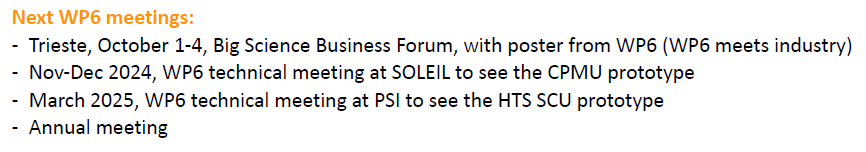 Next WP6 meetings:
- Trieste, October 1-4, Big Science Business Forum, with poster from WP6 (WP6 meets industry)
- Nov-Dec 2024, WP6 technical meeting at SOLEIL to see the CPMU prototype
- March 2025, WP6 technical meeting at PSI to see the HTS SCU prototype
- Annual meeting